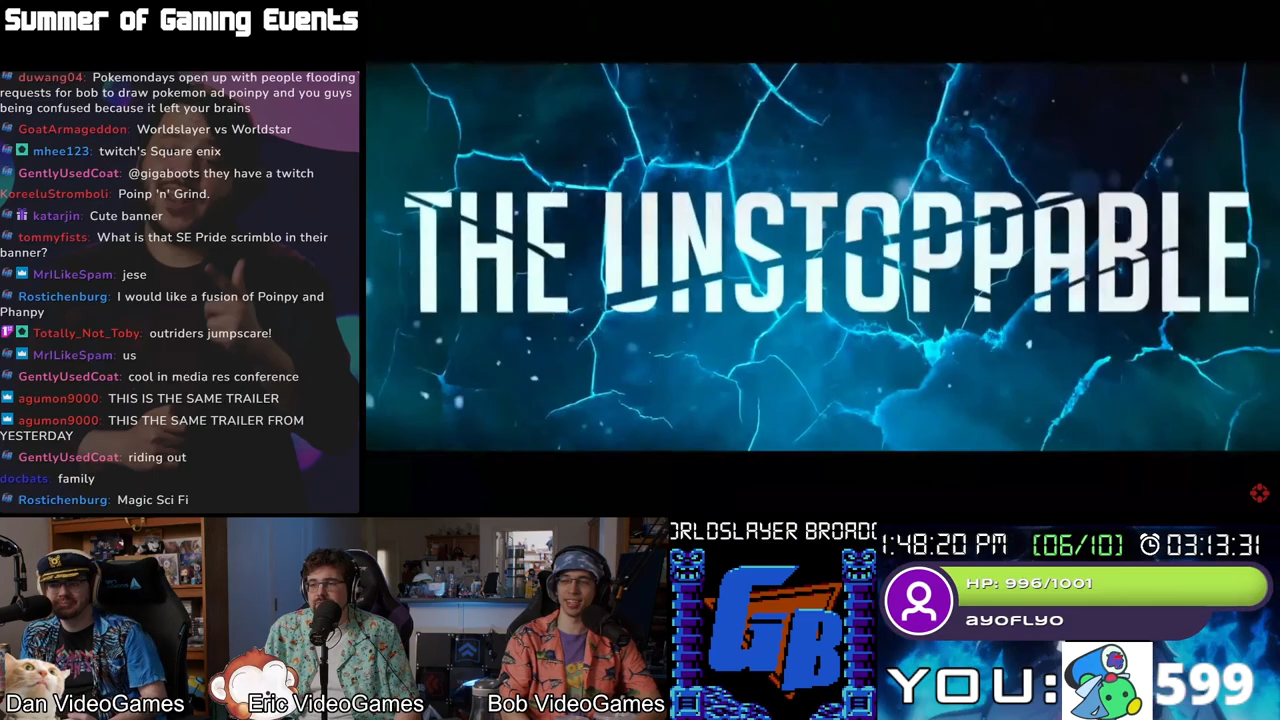 Summer of Gaming Events
duwang04: Pokemondays open up with people flooding
requests for bob to draw pokemon ad poinpy and you guys
being confused because it left your brains
GoatArmageddon: Worldslayer vs Worldstar
mhee123: twitch's Square enix
GentlyUsedCoat: @gigaboots they have a twitch
KoreeluStromboli: Poinp 'n' Grind.
katarjin: Cute banner
tommyfists: What is that SE Pride scrimblo in their
banner?
MrILikeSpam: jese
Rostichenburg: I would like a fusion of Poinpy and
Phanpy
Totally_Not_Toby: outriders jumpscare!
MrILikeSpam: us
GentlyUsedCoat: cool in media res conference
agumon9000: THIS IS THE SAME TRAILER
agumon9000: THIS THE SAME TRAILER FROM
YESTERDAY
GentlyUsedCoat: riding out
docbats: family
Rostichenburg: Magic Sci Fi
THE UNSTOPPABLE
Dan VideoGames
Eric VideoGames
Bob VideoGames
ORLDSLAYER BROADC
GB
1:48:20 PM [06/10] 03:13:31
HP: 996/1001
AYOFLYO
YOU: 599